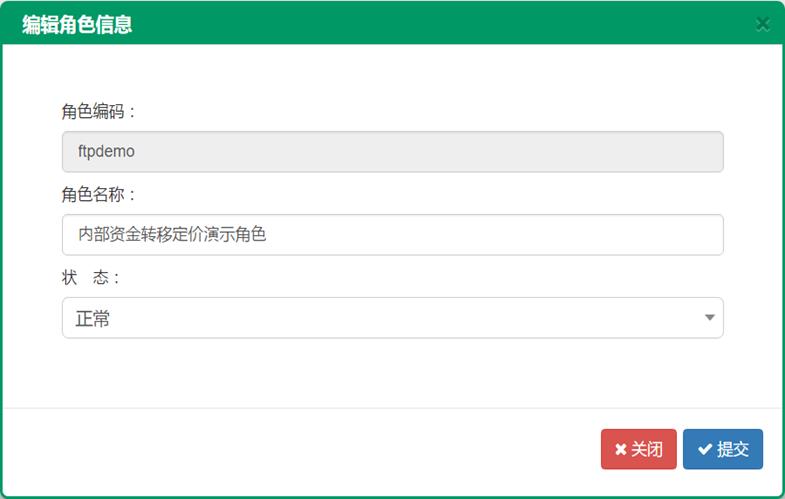 编辑角色信息
角色编码：
ftpdemo
角色名称：
内部资金转移定价演示角色
状　态：
正常
关闭 提交